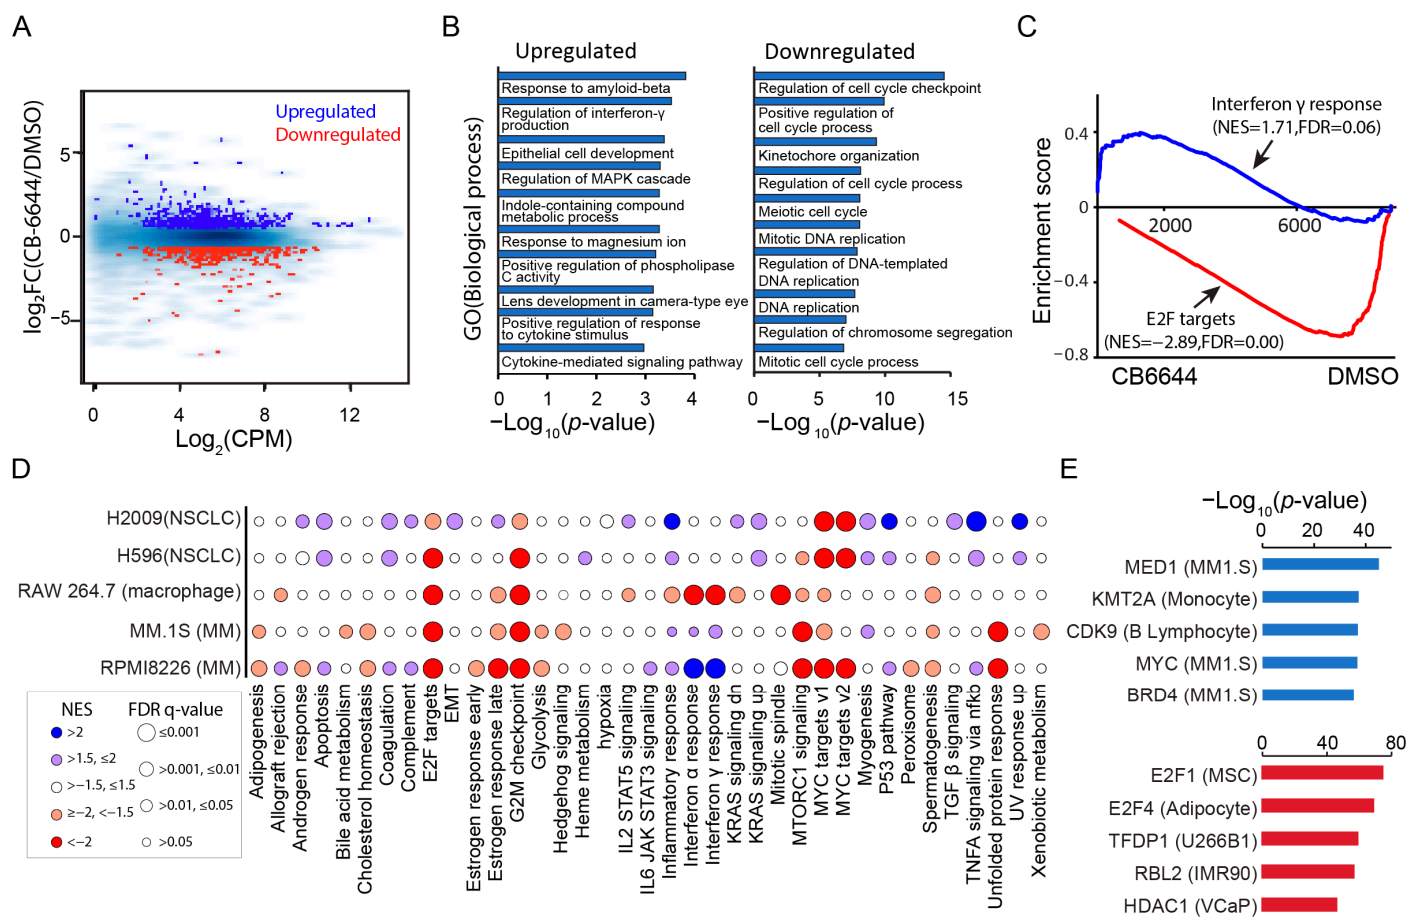 A
Upregulated
Downregulated
log2FC(CB-6644/DMSO)
5
0
−5
0
4
8
12
Log2(CPM)
B
GO(Biological process)
Upregulated
Response to amyloid-beta
Regulation of interferon-γ
production
Epithelial cell development
Regulation of MAPK cascade
Indole-containing compound
metabolic process
Response to magnesium ion
Positive regulation of phospholipase
C activity
Lens development in camera-type eye
Positive regulation of response
to cytokine stimulus
Cytokine-mediated signaling pathway
0 1 2 3 4
−Log10(p-value)
Downregulated
Regulation of cell cycle checkpoint
Positive regulation of
cell cycle process
Kinetochore organization
Regulation of cell cycle process
Meiotic cell cycle
Mitotic DNA replication
Regulation of DNA-templated
DNA replication
DNA replication
Regulation of chromosome segregation
Mitotic cell cycle process
0 5 10 15
−Log10(p-value)
C
Enrichment score
0.4
0
−0.4
−0.8
Interferon γ response
(NES=1.71,FDR=0.06)
2000
6000
E2F targets
(NES=−2.89,FDR=0.00)
CB6644
DMSO
D
H2009(NSCLC)
H596(NSCLC)
RAW 264.7 (macrophage)
MM.1S (MM)
RPMI8226 (MM)
Adipogenesis
Allograft rejection
Androgen response
Apoptosis
Bile acid metabolism
Cholesterol homeostasis
Coagulation
Complement
E2F targets
EMT
Estrogen response early
Estrogen response late
G2M checkpoint
Glycolysis
Hedgehog signaling
Heme metabolism
hypoxia
IL2 STAT5 signaling
IL6 JAK STAT3 signaling
Inflammatory response
Interferon α response
Interferon γ response
KRAS signaling dn
KRAS signaling up
Mitotic spindle
MTORC1 signaling
MYC targets v1
MYC targets v2
Myogenesis
P53 pathway
Peroxisome
Spermatogenesis
TGF β signaling
TNFA signaling via nfkb
Unfolded protein response
UV response up
Xenobiotic metabolism
NES
>2
>1.5, ≤2
>−1.5, ≤1.5
≥−2, <−1.5
<−2
FDR q-value
≤0.001
>0.001, ≤0.01
>0.01, ≤0.05
>0.05
E
−Log10(p-value)
0 20 40
MED1 (MM1.S)
KMT2A (Monocyte)
CDK9 (B Lymphocyte)
MYC (MM1.S)
BRD4 (MM1.S)
0 40 80
E2F1 (MSC)
E2F4 (Adipocyte)
TFDP1 (U266B1)
RBL2 (IMR90)
HDAC1 (VCaP)